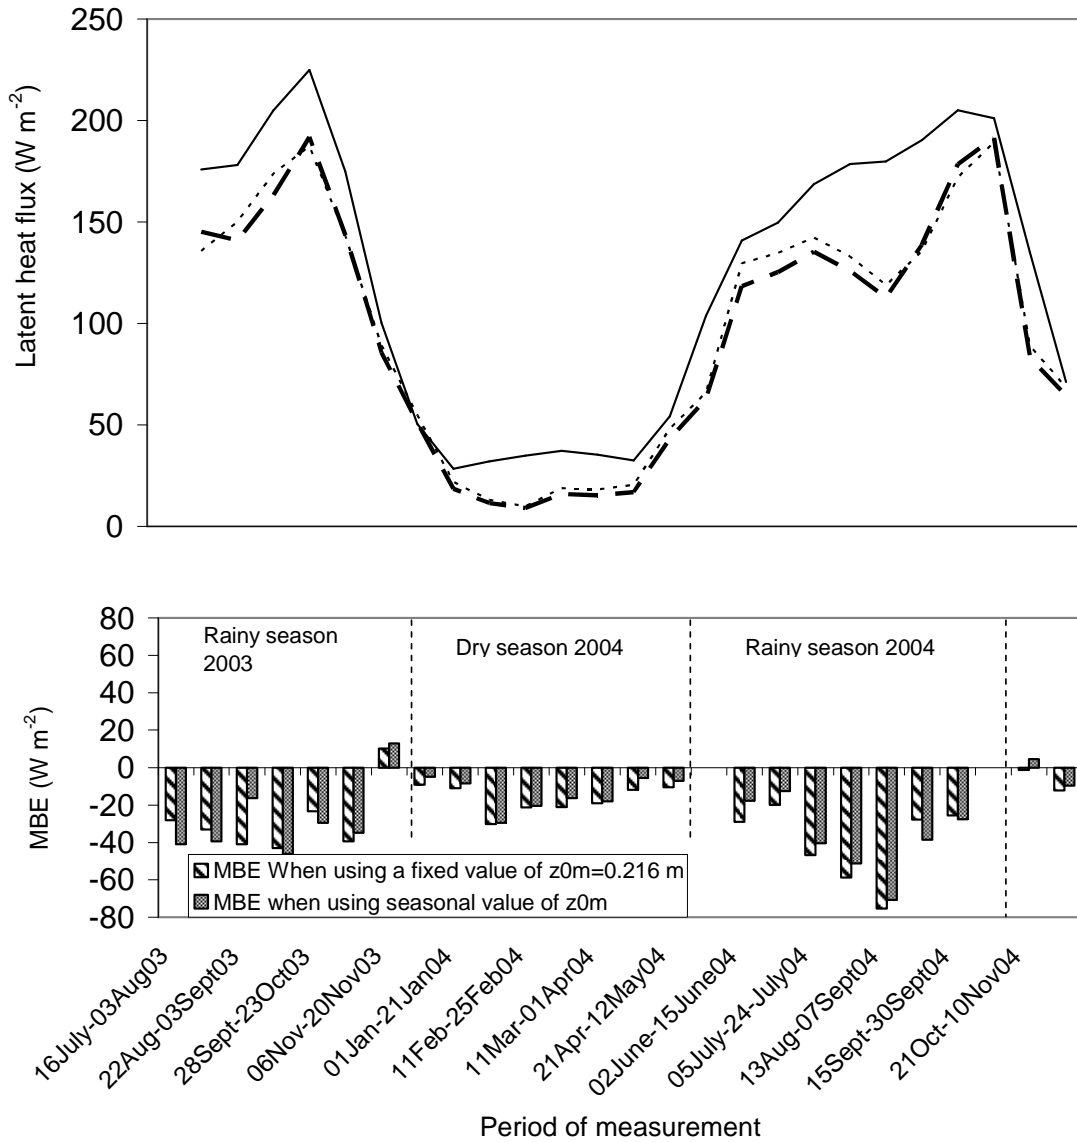 250
200
150
100
50
0
Latent heat flux (W m-2)
80
60
40
20
0
-20
-40
-60
-80
MBE (W m-2)
Rainy season
2003
Dry season 2004
Rainy season 2004
MBE When using a fixed value of z0m=0.216 m
MBE when using seasonal value of z0m
16July-03Aug03
22Aug-03Sept03
28Sept-23Oct03
06Nov-20Nov03
01Jan-21Jan04
11Feb-25Feb04
11Mar-01Apr04
21Apr-12May04
02June-15June04
05July-24-July04
13Aug-07Sept04
15Sept-30Sept04
21Oct-10Nov04
Period of measurement